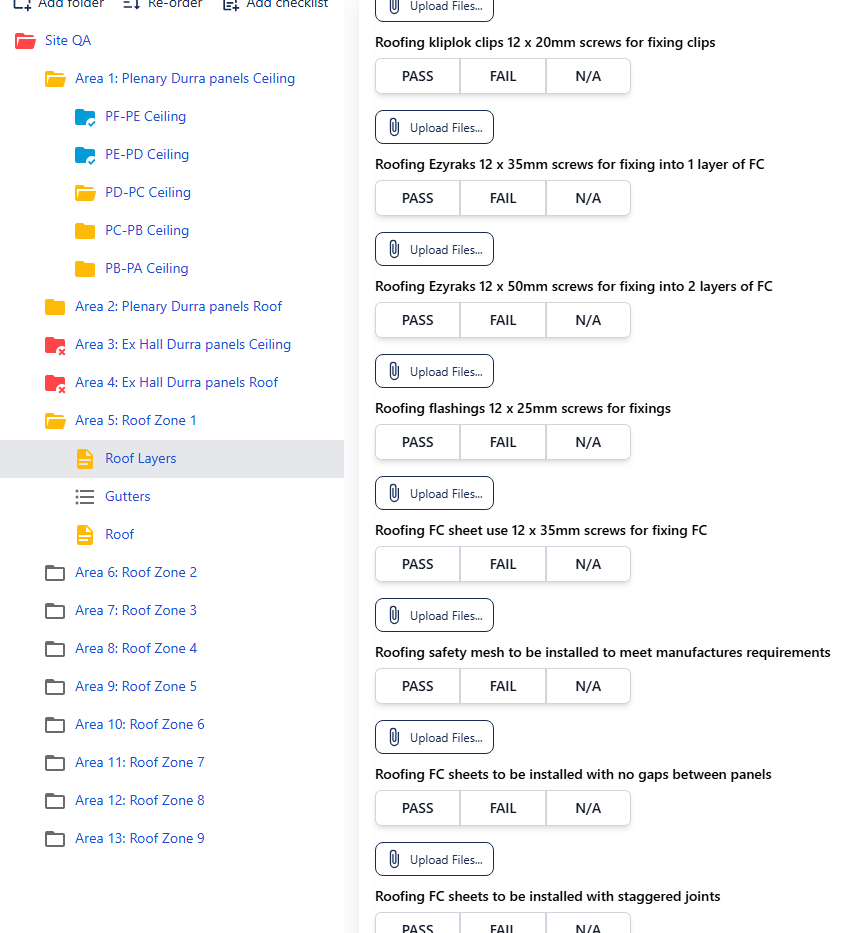 Add folder
Re-order
Add checklist
Site QA
Area 1: Plenary Durra panels Ceiling
PF-PE Ceiling
PE-PD Ceiling
PD-PC Ceiling
PC-PB Ceiling
PB-PA Ceiling
Area 2: Plenary Durra panels Roof
Area 3: Ex Hall Durra panels Ceiling
Area 4: Ex Hall Durra panels Roof
Area 5: Roof Zone 1
Roof Layers
Gutters
Roof
Area 6: Roof Zone 2
Area 7: Roof Zone 3
Area 8: Roof Zone 4
Area 9: Roof Zone 5
Area 10: Roof Zone 6
Area 11: Roof Zone 7
Area 12: Roof Zone 8
Area 13: Roof Zone 9
Upload Files...
Roofing kliplok clips 12 x 20mm screws for fixing clips
PASS FAIL N/A
Upload Files...
Roofing Ezyraks 12 x 35mm screws for fixing into 1 layer of FC
PASS FAIL N/A
Upload Files...
Roofing Ezyraks 12 x 50mm screws for fixing into 2 layers of FC
PASS FAIL N/A
Upload Files...
Roofing flashings 12 x 25mm screws for fixings
PASS FAIL N/A
Upload Files...
Roofing FC sheet use 12 x 35mm screws for fixing FC
PASS FAIL N/A
Upload Files...
Roofing safety mesh to be installed to meet manufactures requirements
PASS FAIL N/A
Upload Files...
Roofing FC sheets to be installed with no gaps between panels
PASS FAIL N/A
Upload Files...
Roofing FC sheets to be installed with staggered joints
PASS FAIL N/A